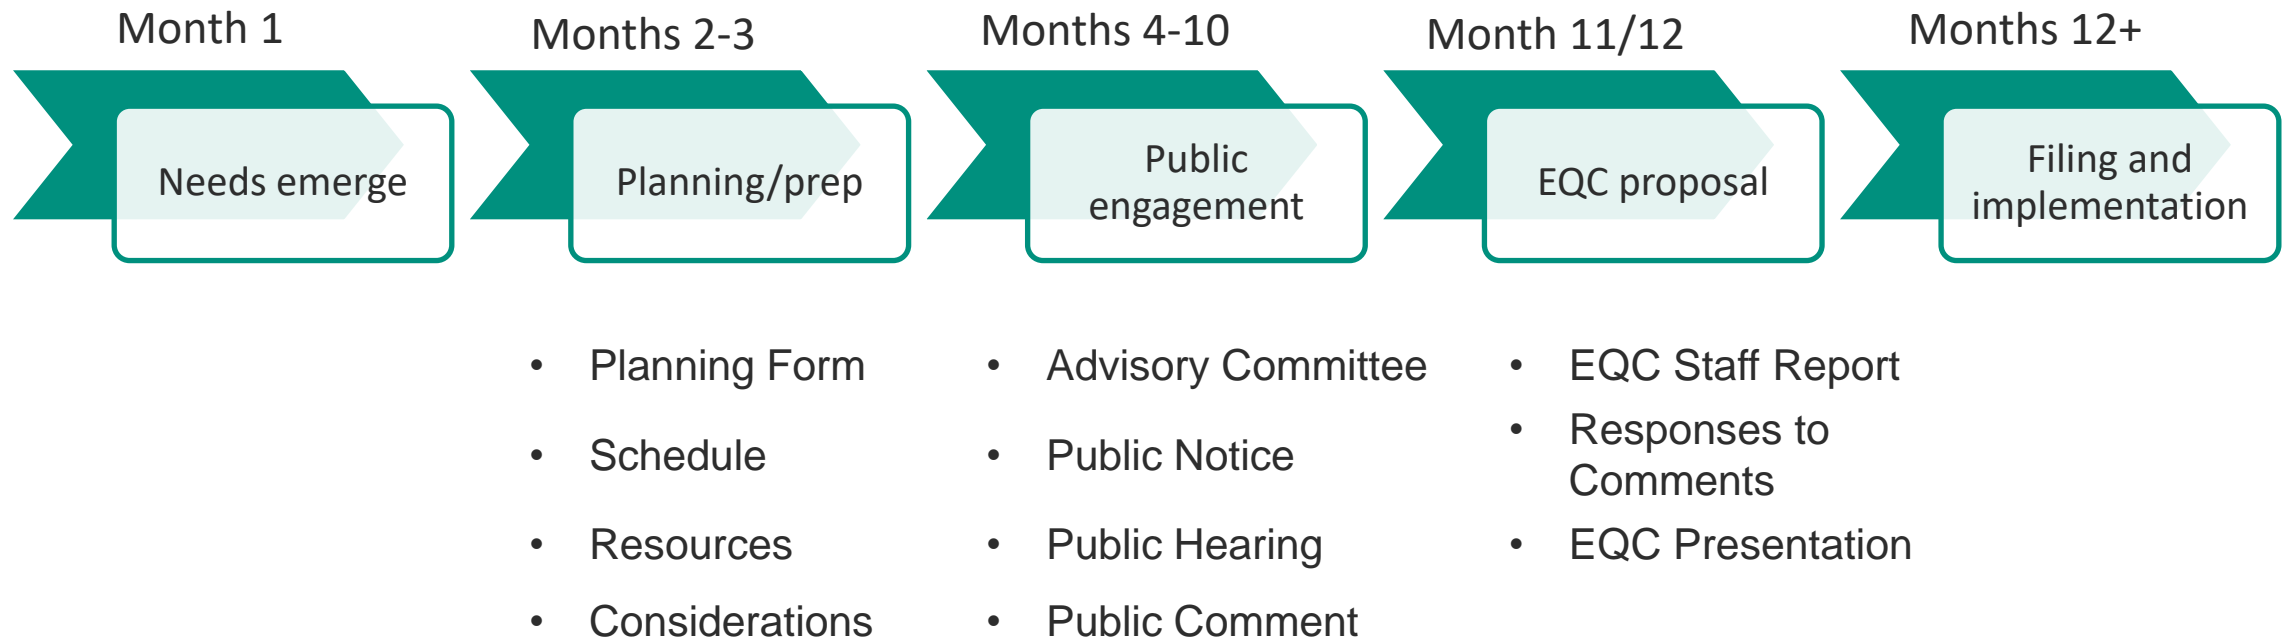 Month 1
Months 2-3
Months 4-10
Month 11/12
Months 12+
Needs emerge
Planning/prep
Public
engagement
EQC proposal
Filing and
implementation
• Planning Form
• Schedule
• Resources
• Considerations
• Advisory Committee
• Public Notice
• Public Hearing
• Public Comment
• EQC Staff Report
• Responses to
Comments
• EQC Presentation